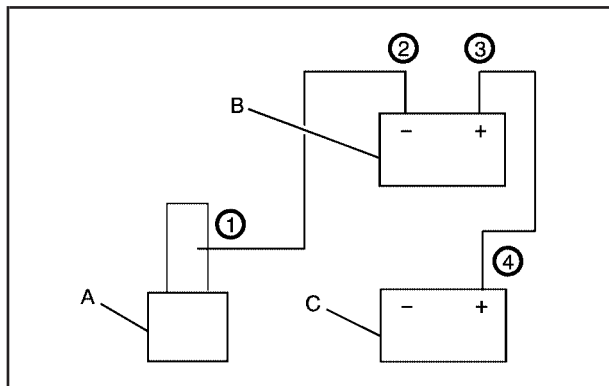 ② ③
B
− +
①
④
A
C
− +